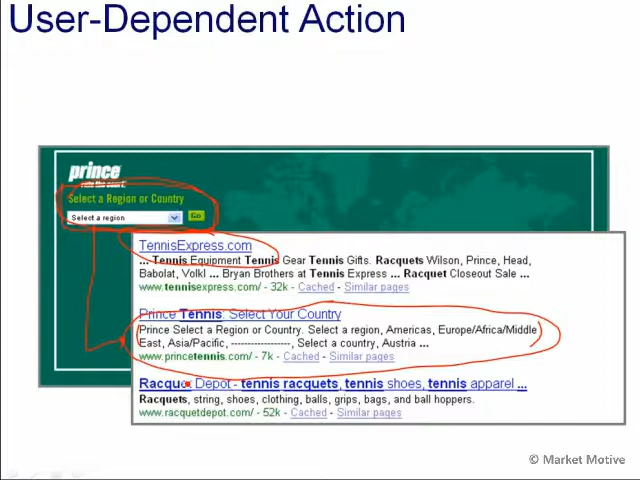 User-Dependent Action
prince
Select a Region or Country
Select a region
Go
TennisExpress.com
... Tennis Equipment Tennis Gear Tennis Gifts. Racquets Wilson, Prince, Head,
Babolat, Volkl ... Bryan Brothers at Tennis Express ... Racquet Closeout Sale ...
www.tennisexpress.com/ - 32k - Cached - Similar pages
Prince Tennis: Select Your Country
Prince Select a Region or Country. Select a region, Americas, Europe/Africa/Middle
East, Asia/Pacific, ------------------, Select a country, Austria ...
www.princetennis.com/ - 7k - Cached - Similar pages
Racquet Depot - tennis racquets, tennis shoes, tennis apparel ...
Racquets, string, shoes, clothing, balls, grips, bags, and ball hoppers.
www.racquetdepot.com/ - 52k - Cached - Similar pages
© Market Motive